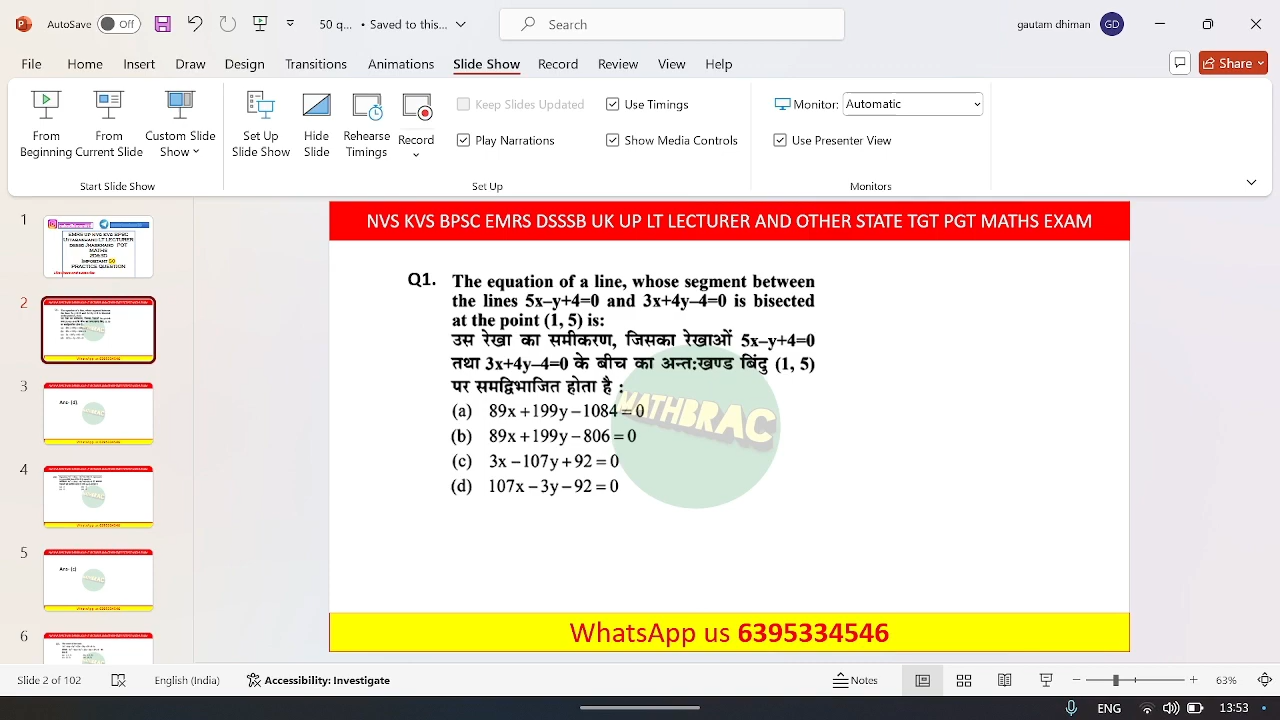 Off
50 q... • Saved to this...
Search
gautam dhiman
GD
File Home Insert Draw Design Transitions Animations Slide Show Record Review View Help
Share
From Beginning
From Current Slide
Custom Slide Show
Set Up Slide Show
Hide Slide
Rehearse Timings
Record
Keep Slides Updated
Play Narrations
Use Timings
Show Media Controls
Monitor: Automatic
Use Presenter View
Start Slide Show
Set Up
Monitors
1
2
3
Ans- (d)
4
5
Ans- (c)
6
NVS KVS BPSC EMRS DSSSB UK UP LT LECTURER AND OTHER STATE TGT PGT MATHS EXAM
Q1. The equation of a line, whose segment between
the lines 5x–y+4=0 and 3x+4y–4=0 is bisected
at the point (1, 5) is:
उस रेखा का समीकरण, जिसका रेखाओं 5x–y+4=0
तथा 3x+4y–4=0 के बीच का अन्त:खण्ड बिंदु (1, 5)
पर समद्विभाजित होता है :
(a) 89x +199y −1084 = 0
(b) 89x +199y − 806 = 0
(c) 3x −107y + 92 = 0
(d) 107x − 3y − 92 = 0
MATHBRAC
WhatsApp us 6395334546
Slide 2 of 102
English (India)
Accessibility: Investigate
Notes
63%
ENG
13:53